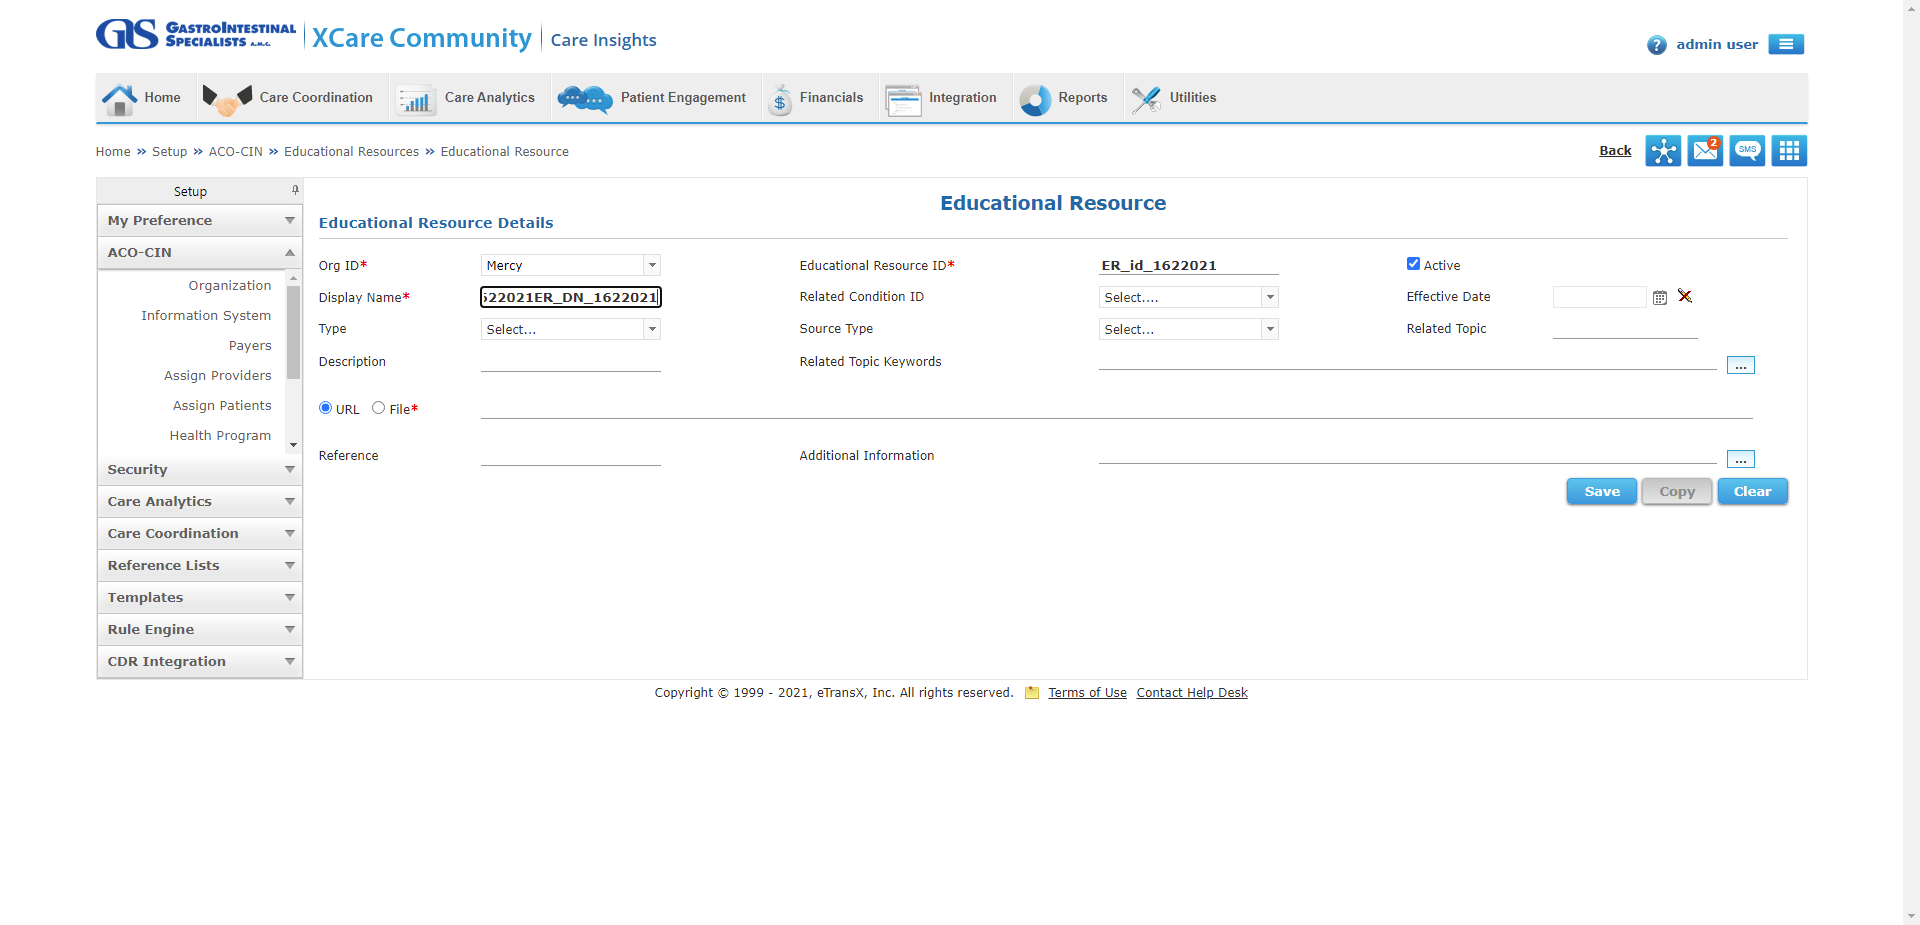 GIS GASTROINTESTINAL SPECIALISTS A.M.C. XCare Community Care Insights
? admin user
Home Care Coordination Care Analytics Patient Engagement Financials Integration Reports Utilities
Home » Setup » ACO-CIN » Educational Resources » Educational Resource
Back 2 SMS
Setup
My Preference
ACO-CIN
Organization
Information System
Payers
Assign Providers
Assign Patients
Health Program
Security
Care Analytics
Care Coordination
Reference Lists
Templates
Rule Engine
CDR Integration
Educational Resource
Educational Resource Details
Org ID* Mercy Educational Resource ID* ER_id_1622021 Active
Display Name* 522021ER_DN_1622021 Related Condition ID Select.... Effective Date
Type Select... Source Type Select... Related Topic
Description Related Topic Keywords ...
URL File*
Reference Additional Information ...
Save Copy Clear
Copyright © 1999 - 2021, eTransX, Inc. All rights reserved. Terms of Use Contact Help Desk